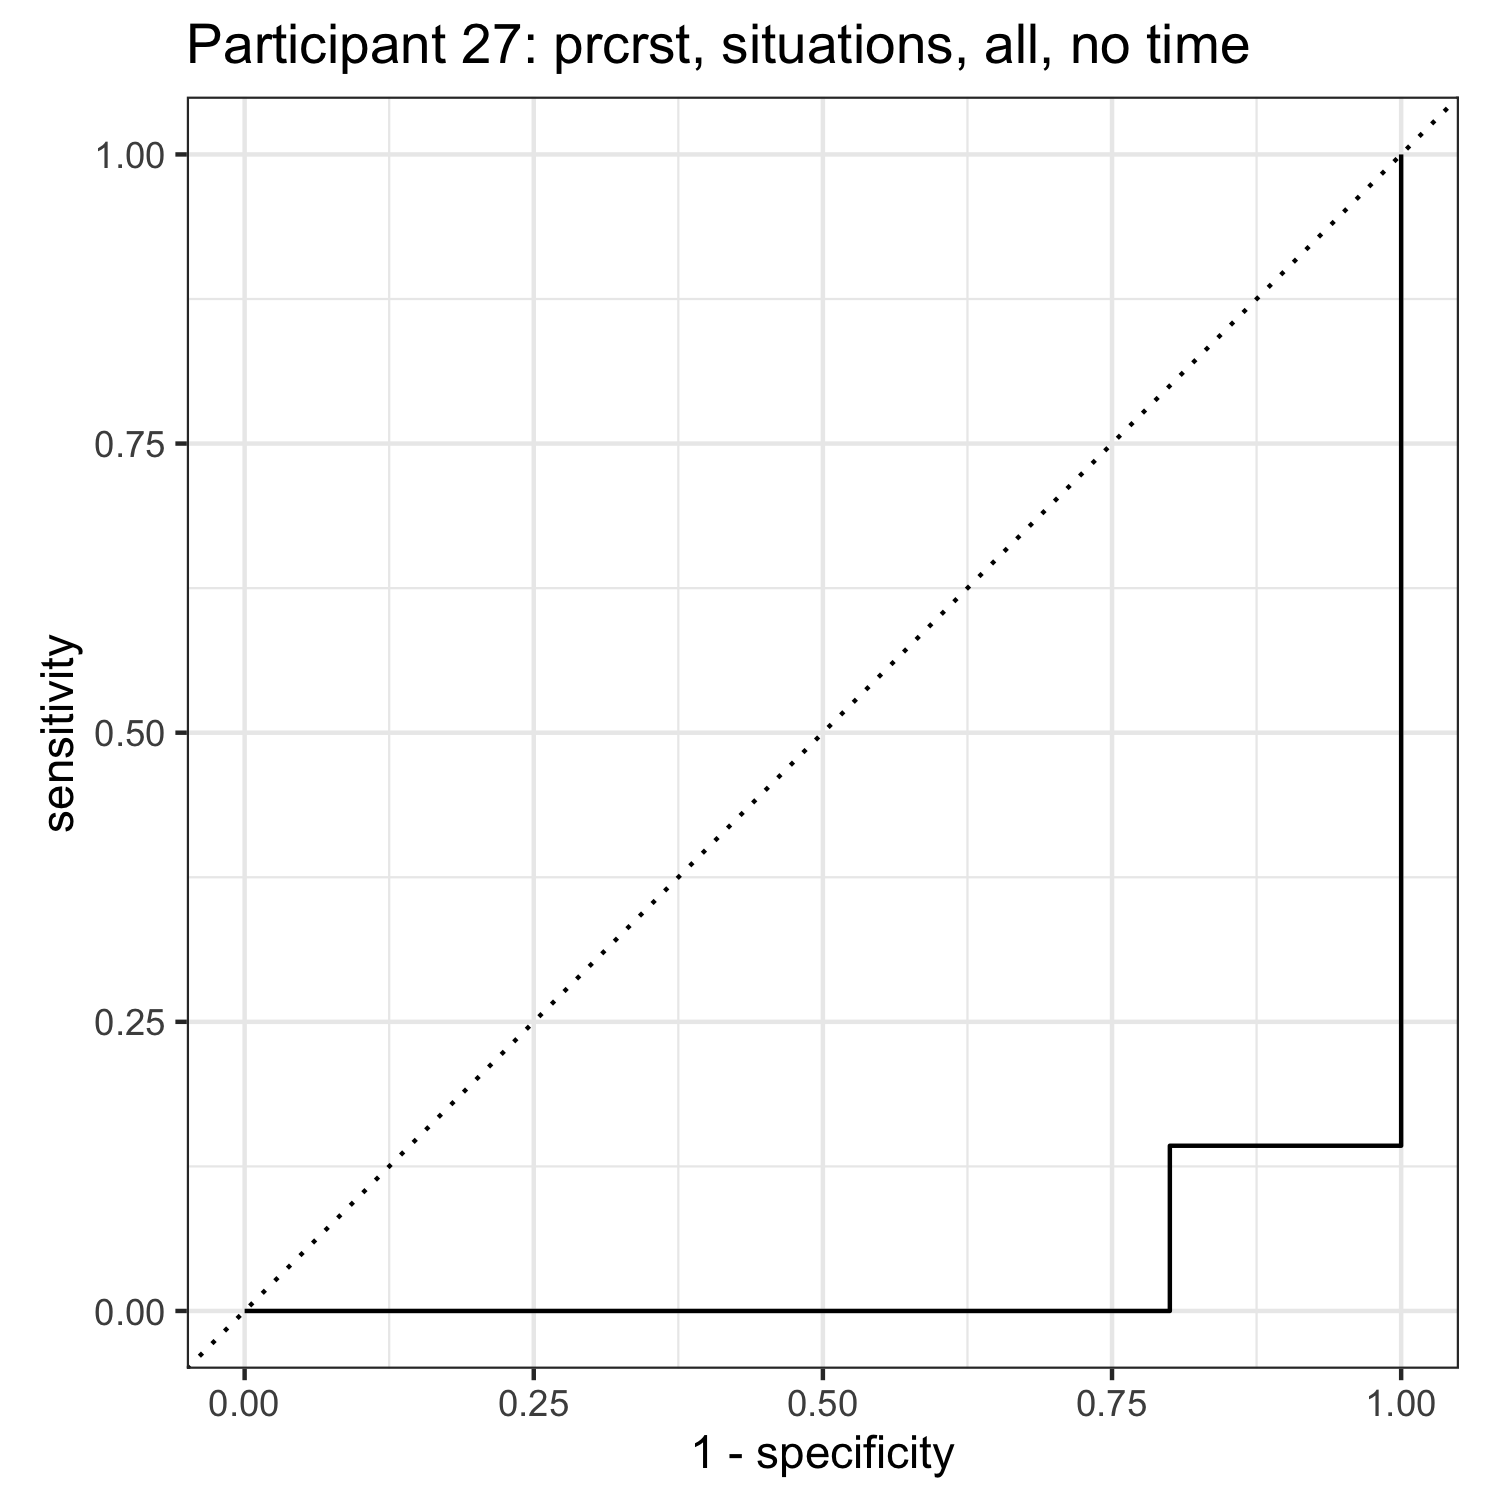 Participant 27: prcrst, situations, all, no time
1.00
0.75
0.50
0.25
0.00
sensitivity
0.00 0.25 0.50 0.75 1.00
1 - specificity